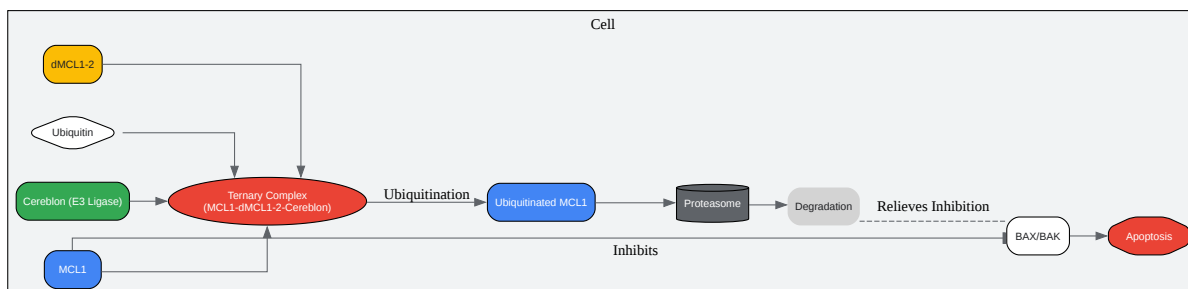 Cell
dMCL1-2
Ubiquitin
Cereblon (E3 Ligase)
Ternary Complex
(MCL1-dMCL1-2-Cereblon)
Ubiquitination
Ubiquitinated MCL1
Proteasome
Degradation
Relieves Inhibition
BAX/BAK
Apoptosis
Inhibits
MCL1